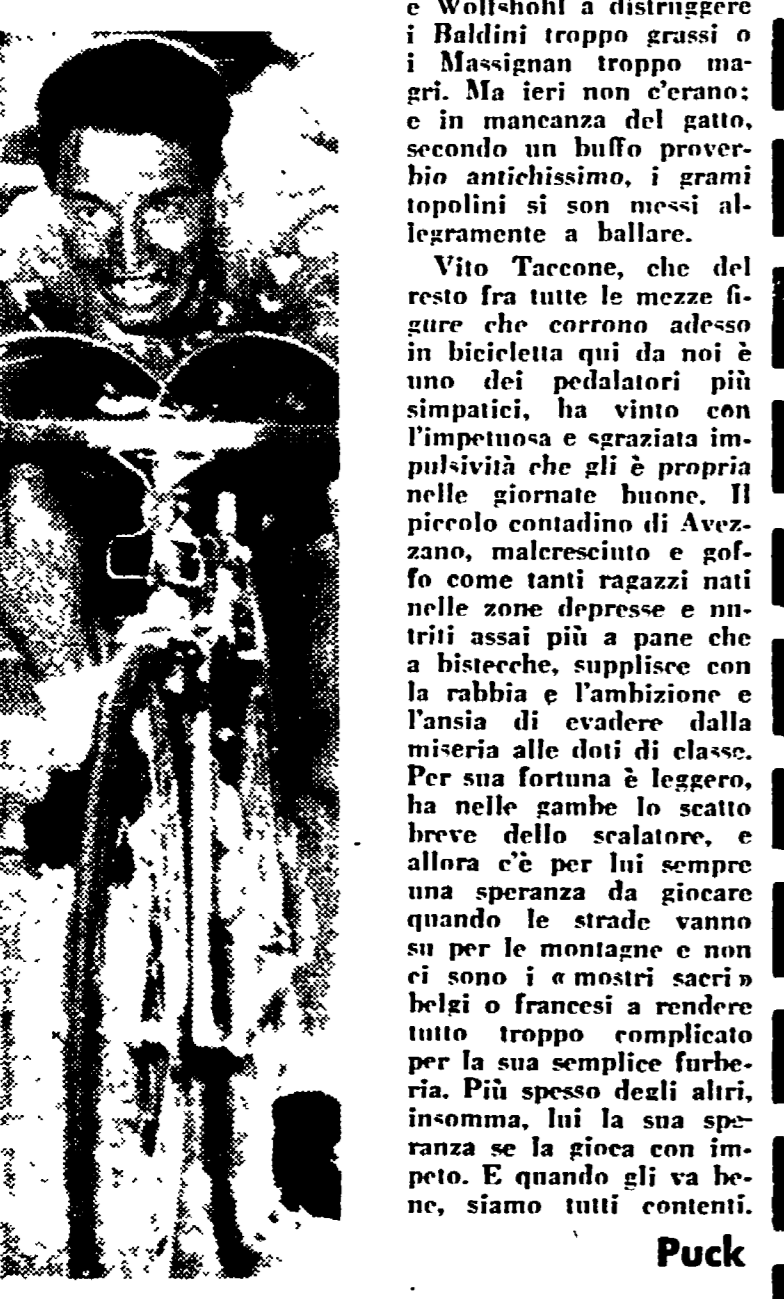 e Wolfshohl a distruggere
i Baldini troppo grassi o
i Massignan troppo ma-
gri. Ma ieri non c'erano;
e in mancanza del gatto,
secondo un buffo prover-
bio antichissimo, i grami
topolini si son messi al-
legramente a ballare.
Vito Taccone, che del
resto fra tutte le mezze fi-
gure che corrono adesso
in bicicletta qui da noi è
uno dei pedalatori più
simpatici, ha vinto con
l'impetuosa e sgraziata im-
pulsività che gli è propria
nelle giornate buone. Il
piccolo contadino di Avez-
zano, malcresciuto e gof-
fo come tanti ragazzi nati
nelle zone depresse e nu-
triti assai più a pane che
a bistecche, supplisce con
la rabbia e l'ambizione e
l'ansia di evadere dalla
miseria alle doti di classe.
Per sua fortuna è leggero,
ha nelle gambe lo scatto
breve dello scalatore, e
allora c'è per lui sempre
una speranza da giocare
quando le strade vanno
su per le montagne e non
ci sono i « mostri sacri »
belgi o francesi a rendere
tutto troppo complicato
per la sua semplice furbe-
ria. Più spesso degli altri,
insomma, lui la sua spe-
ranza se la gioca con im-
peto. E quando gli va be-
ne, siamo tutti contenti.
Puck